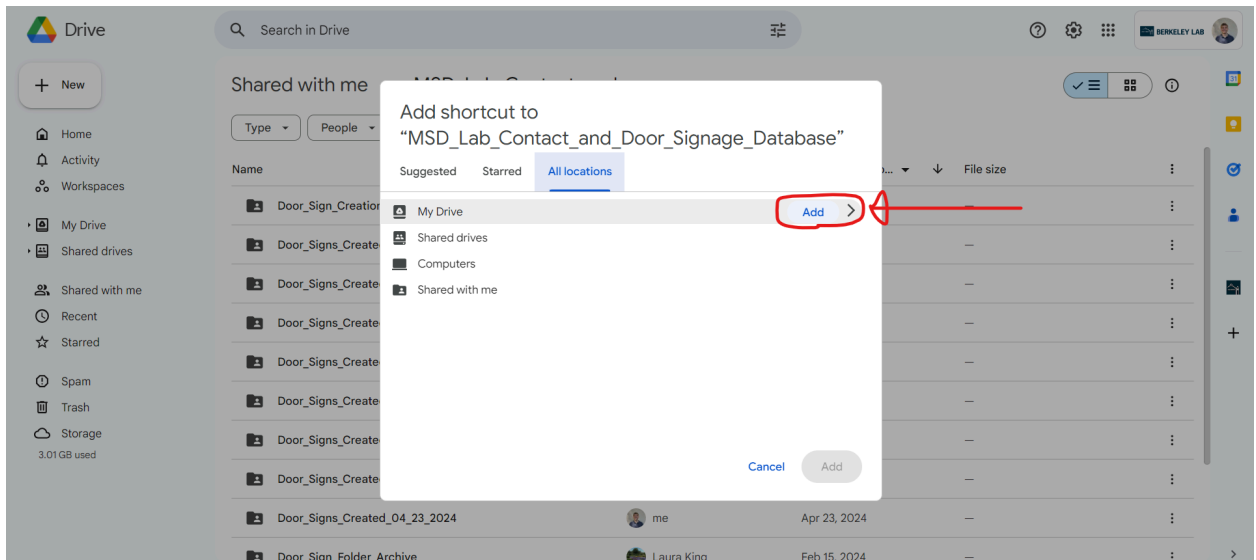 Drive
Search in Drive
BERKELEY LAB
New
Shared with me
Type
People
Home
Activity
Workspaces
My Drive
Shared drives
Shared with me
Recent
Starred
Spam
Trash
Storage
3.01 GB used
Name
File size
Door_Sign_Creation
—
Door_Signs_Create
—
Door_Signs_Create
—
Door_Signs_Create
—
Door_Signs_Create
—
Door_Signs_Create
—
Door_Signs_Create
—
Door_Signs_Create
—
Door_Signs_Created_04_23_2024 me Apr 23, 2024 —
Door_Sign_Folder_Archive Laura King Feb 15, 2024 —
Add shortcut to
“MSD_Lab_Contact_and_Door_Signage_Database”
Suggested Starred All locations
My Drive Add
Shared drives
Computers
Shared with me
Cancel Add
31